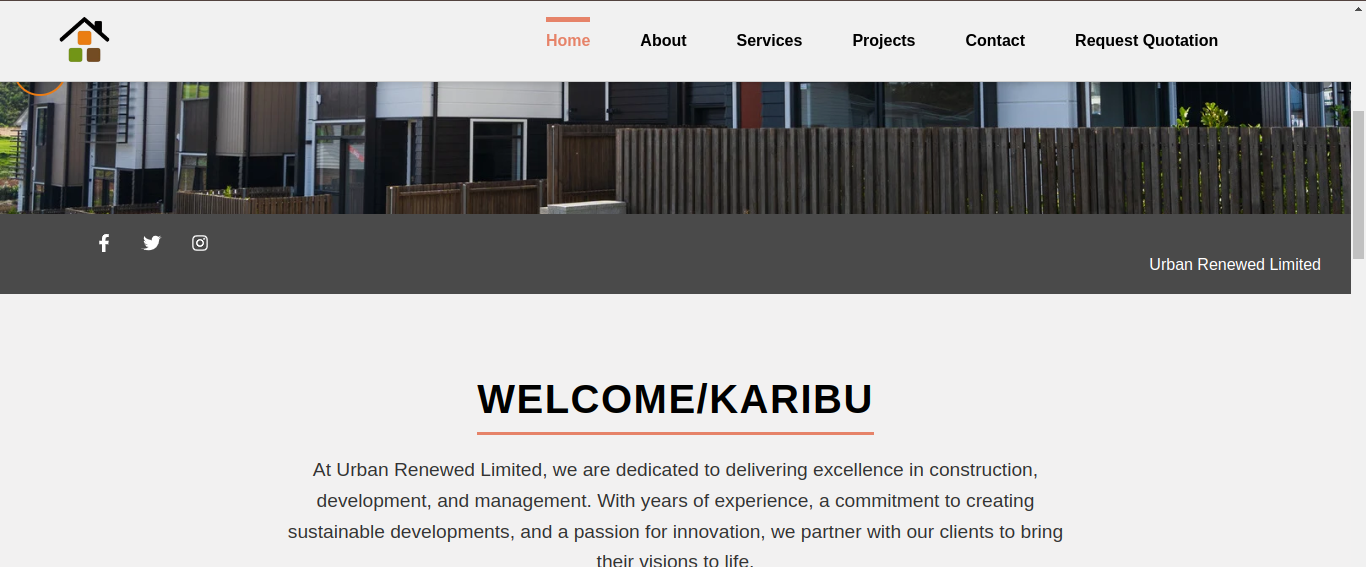 Home About Services Projects Contact Request Quotation
Urban Renewed Limited
WELCOME/KARIBU
At Urban Renewed Limited, we are dedicated to delivering excellence in construction,
development, and management. With years of experience, a commitment to creating
sustainable developments, and a passion for innovation, we partner with our clients to bring
their visions to life.